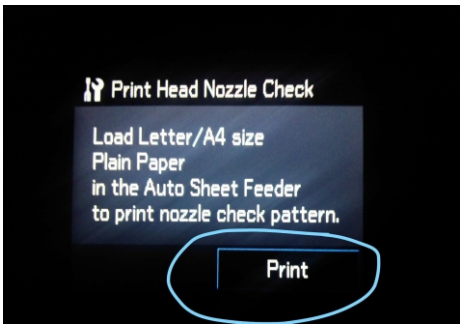 Print Head Nozzle Check
Load Letter/A4 size
Plain Paper
in the Auto Sheet Feeder
to print nozzle check pattern.
Print